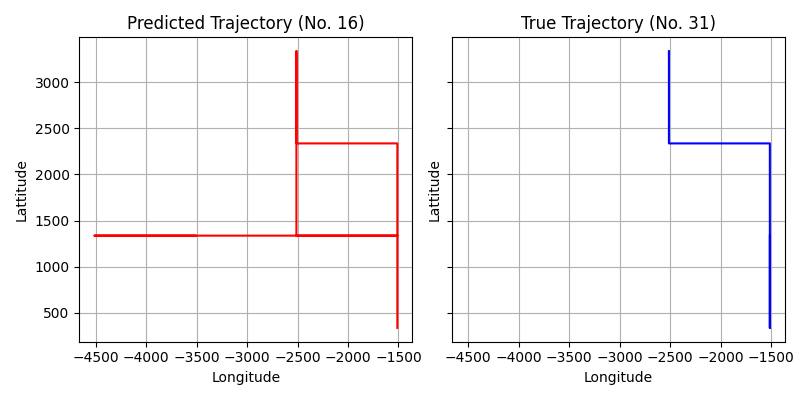 Predicted Trajectory (No. 16)
True Trajectory (No. 31)
Lattitude
3000
2500
2000
1500
1000
500
−4500 −4000 −3500 −3000 −2500 −2000 −1500
Longitude
Lattitude
−4500 −4000 −3500 −3000 −2500 −2000 −1500
Longitude